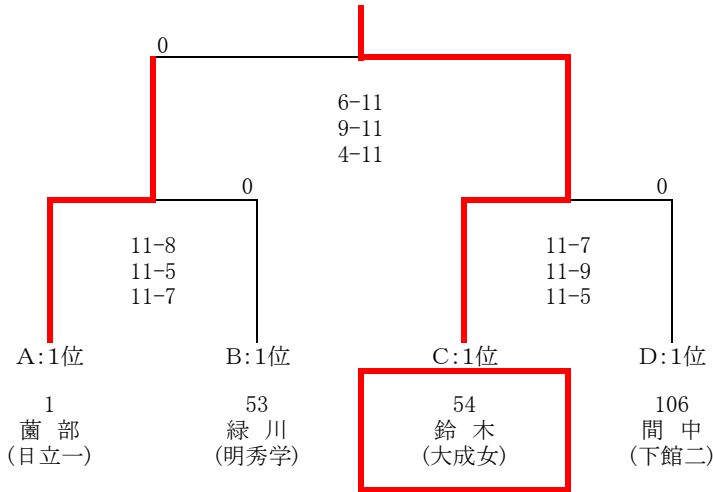 0
6-11
9-11
4-11
0
0
11-8
11-5
11-7
11-7
11-9
11-5
A:1位
B:1位
C:1位
D:1位
1
53
54
106
薗 部
緑 川
鈴 木
間 中
(日立一)
(明秀学)
(大成女)
(下館二)